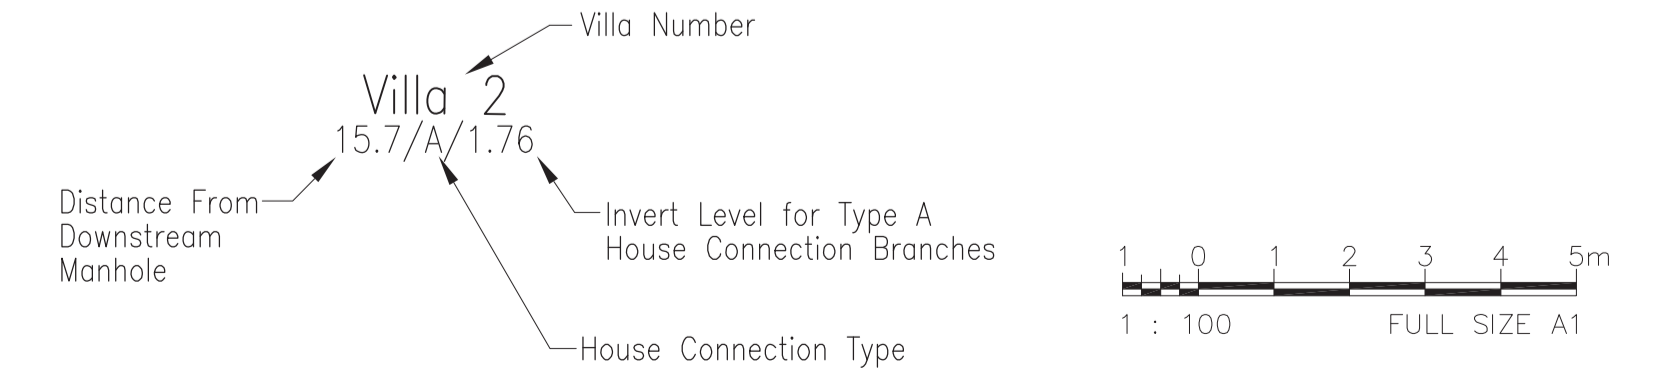 Villa Number
Villa 2
15.7/A/1.76
Distance From
Downstream
Manhole
Invert Level for Type A
House Connection Branches
House Connection Type
1 0 1 2 3 4 5m
1 : 100 FULL SIZE A1